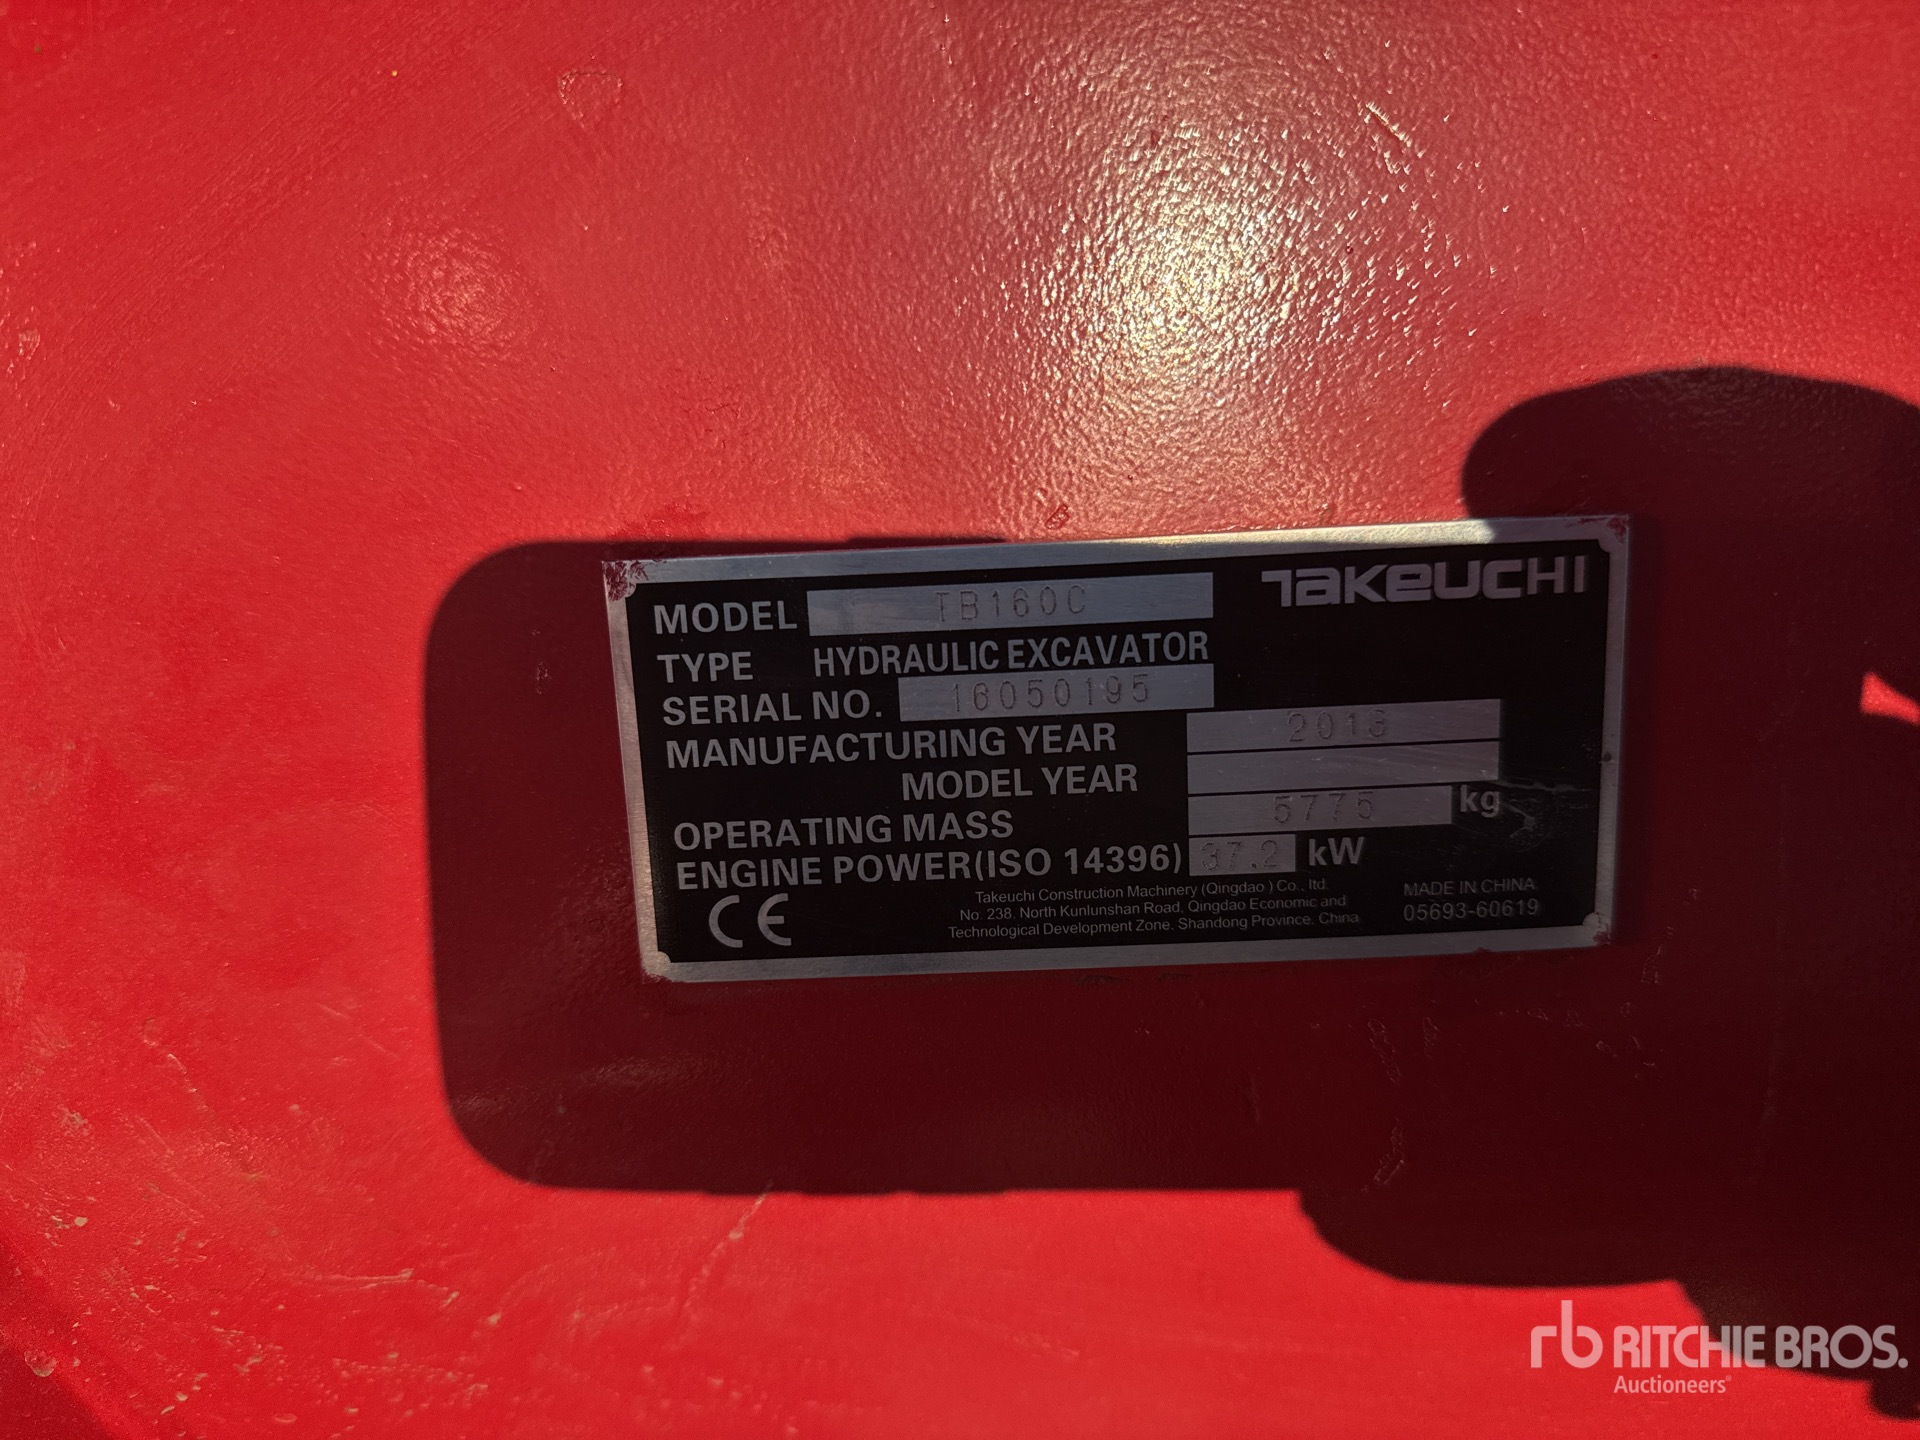 TAKEUCHI
MODEL TB160C
TYPE HYDRAULIC EXCAVATOR
SERIAL NO. 16050195
MANUFACTURING YEAR
MODEL YEAR
OPERATING MASS 5775 kg
ENGINE POWER(ISO 14396) 37.2 kW
CE
Takeuchi Construction Machinery (Qingdao) Co., ltd.
No. 238, North Kunlunshan Road, Qingdao Economic and
Technological Development Zone, Shandong Province, China
MADE IN CHINA
05693-60619
rb RITCHIE BROS.
Auctioneers